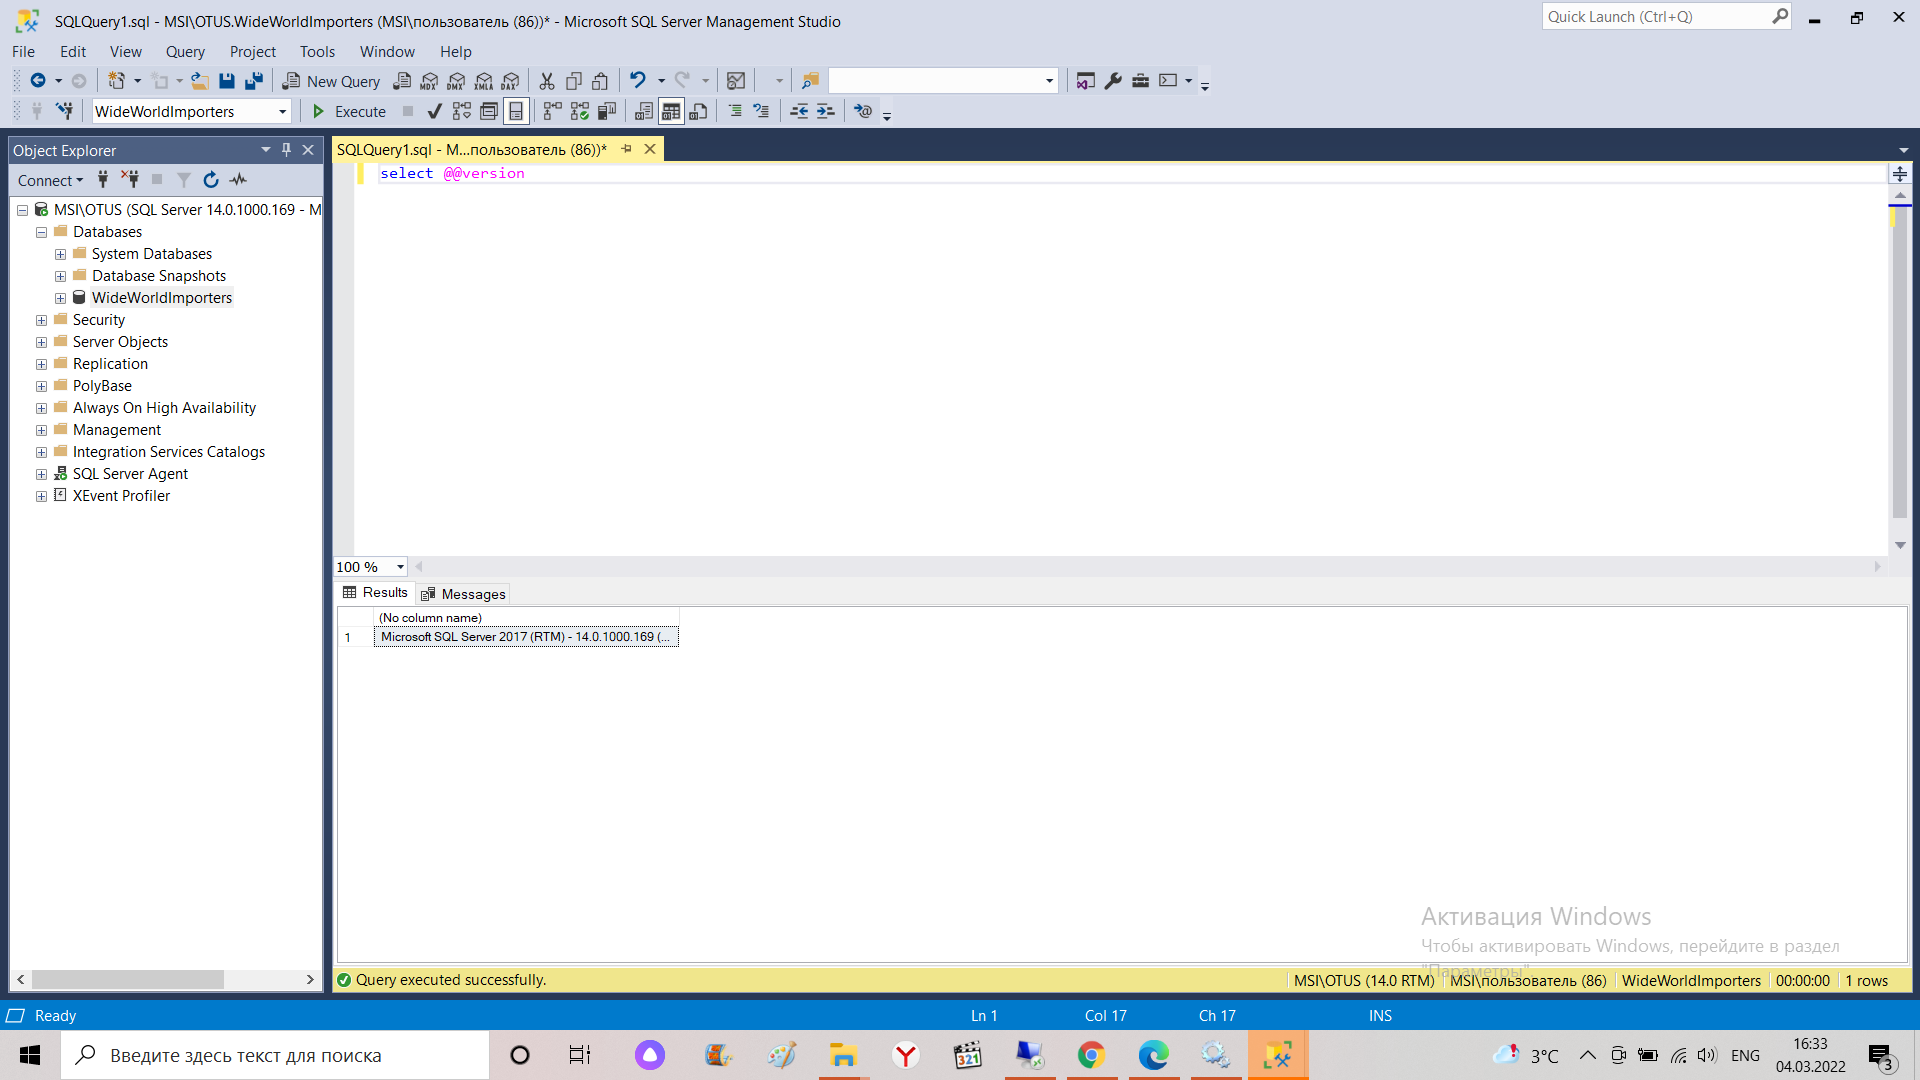 SQLQuery1.sql - MSI\OTUS.WideWorldImporters (MSI\пользователь (86))* - Microsoft SQL Server Management Studio
Quick Launch (Ctrl+Q)
File Edit View Query Project Tools Window Help
New Query MDX DMX XMLA DAX
WideWorldImporters Execute
Object Explorer
SQLQuery1.sql - M...пользователь (86))*
Connect
select @@version
MSI\OTUS (SQL Server 14.0.1000.169 - M
Databases
System Databases
Database Snapshots
WideWorldImporters
Security
Server Objects
Replication
PolyBase
Always On High Availability
Management
Integration Services Catalogs
SQL Server Agent
XEvent Profiler
100 %
Results Messages
(No column name)
1 Microsoft SQL Server 2017 (RTM) - 14.0.1000.169 (...
Активация Windows
Чтобы активировать Windows, перейдите в раздел
"Параметры".
Query executed successfully.
MSI\OTUS (14.0 RTM) MSI\пользователь (86) WideWorldImporters 00:00:00 1 rows
Ready Ln 1 Col 17 Ch 17 INS
Введите здесь текст для поиска
321
3°C ENG 16:33
04.03.2022
3